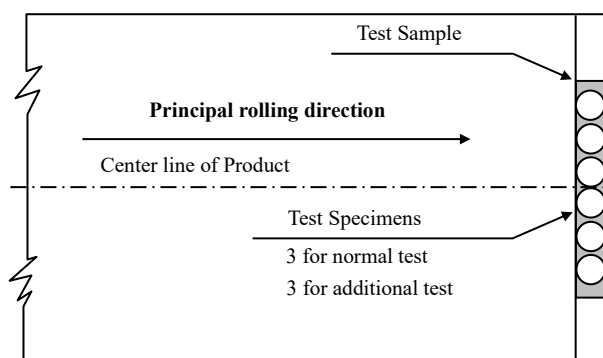 Test Sample
Principal rolling direction
Center line of Product
Test Specimens
3 for normal test
3 for additional test